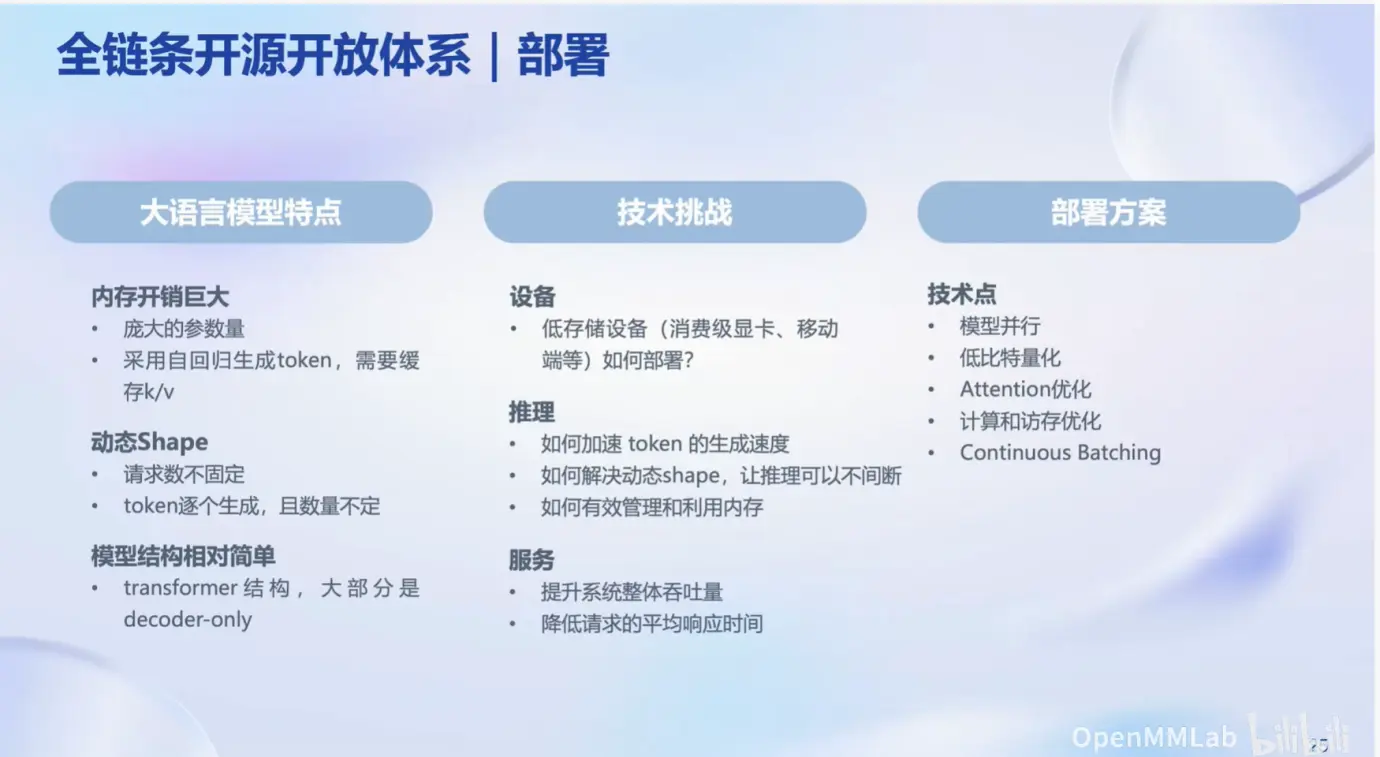 全链条开源开放体系 | 部署
大语言模型特点
内存开销巨大
• 庞大的参数量
• 采用自回归生成token，需要缓
存k/v
动态Shape
• 请求数不固定
• token逐个生成，且数量不定
模型结构相对简单
• transformer 结构，大部分是
decoder-only
技术挑战
设备
• 低存储设备（消费级显卡、移动
端等）如何部署？
推理
• 如何加速 token 的生成速度
• 如何解决动态shape，让推理可以不间断
• 如何有效管理和利用内存
服务
• 提升系统整体吞吐量
• 降低请求的平均响应时间
部署方案
技术点
• 模型并行
• 低比特量化
• Attention优化
• 计算和访存优化
• Continuous Batching
OpenMMLab bilibili
25